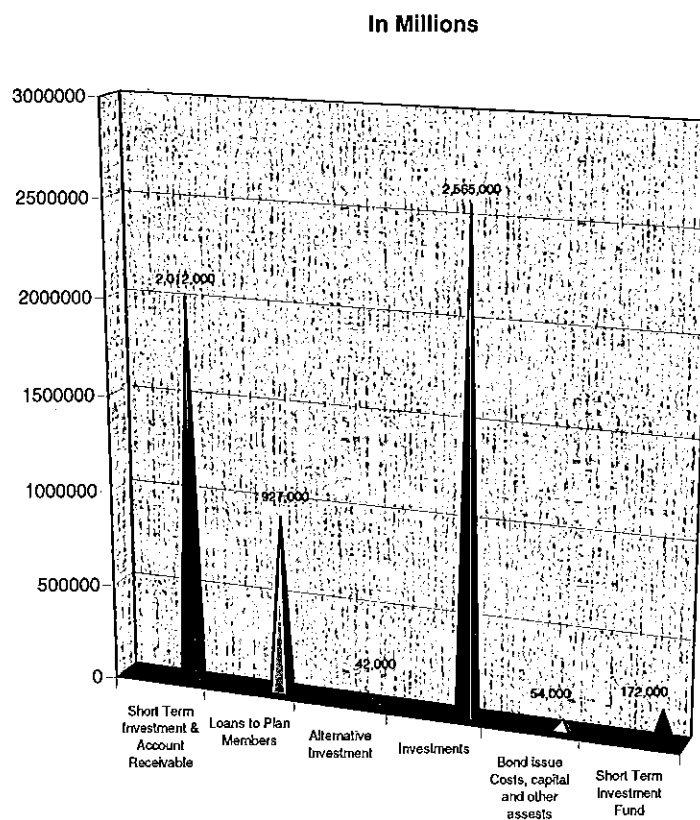 In Millions
3000000
2500000
2000000
1500000
1000000
500000
0
2,012,000
927,000
42,000
2,565,000
54,000
172,000
Short Term
Investment &
Account
Receivable
Loans to Plan
Members
Alternative
Investment
Investments
Bond issue
Costs, capital
and other
assests
Short Term
Investment
Fund